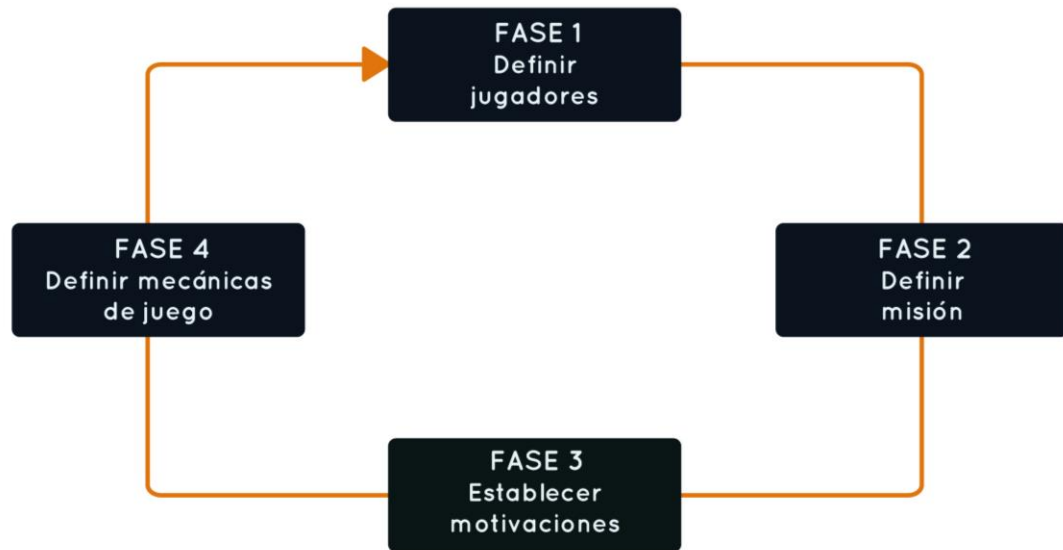 FASE 1
Definir
jugadores
FASE 2
Definir
misión
FASE 3
Establecer
motivaciones
FASE 4
Definir mecánicas
de juego